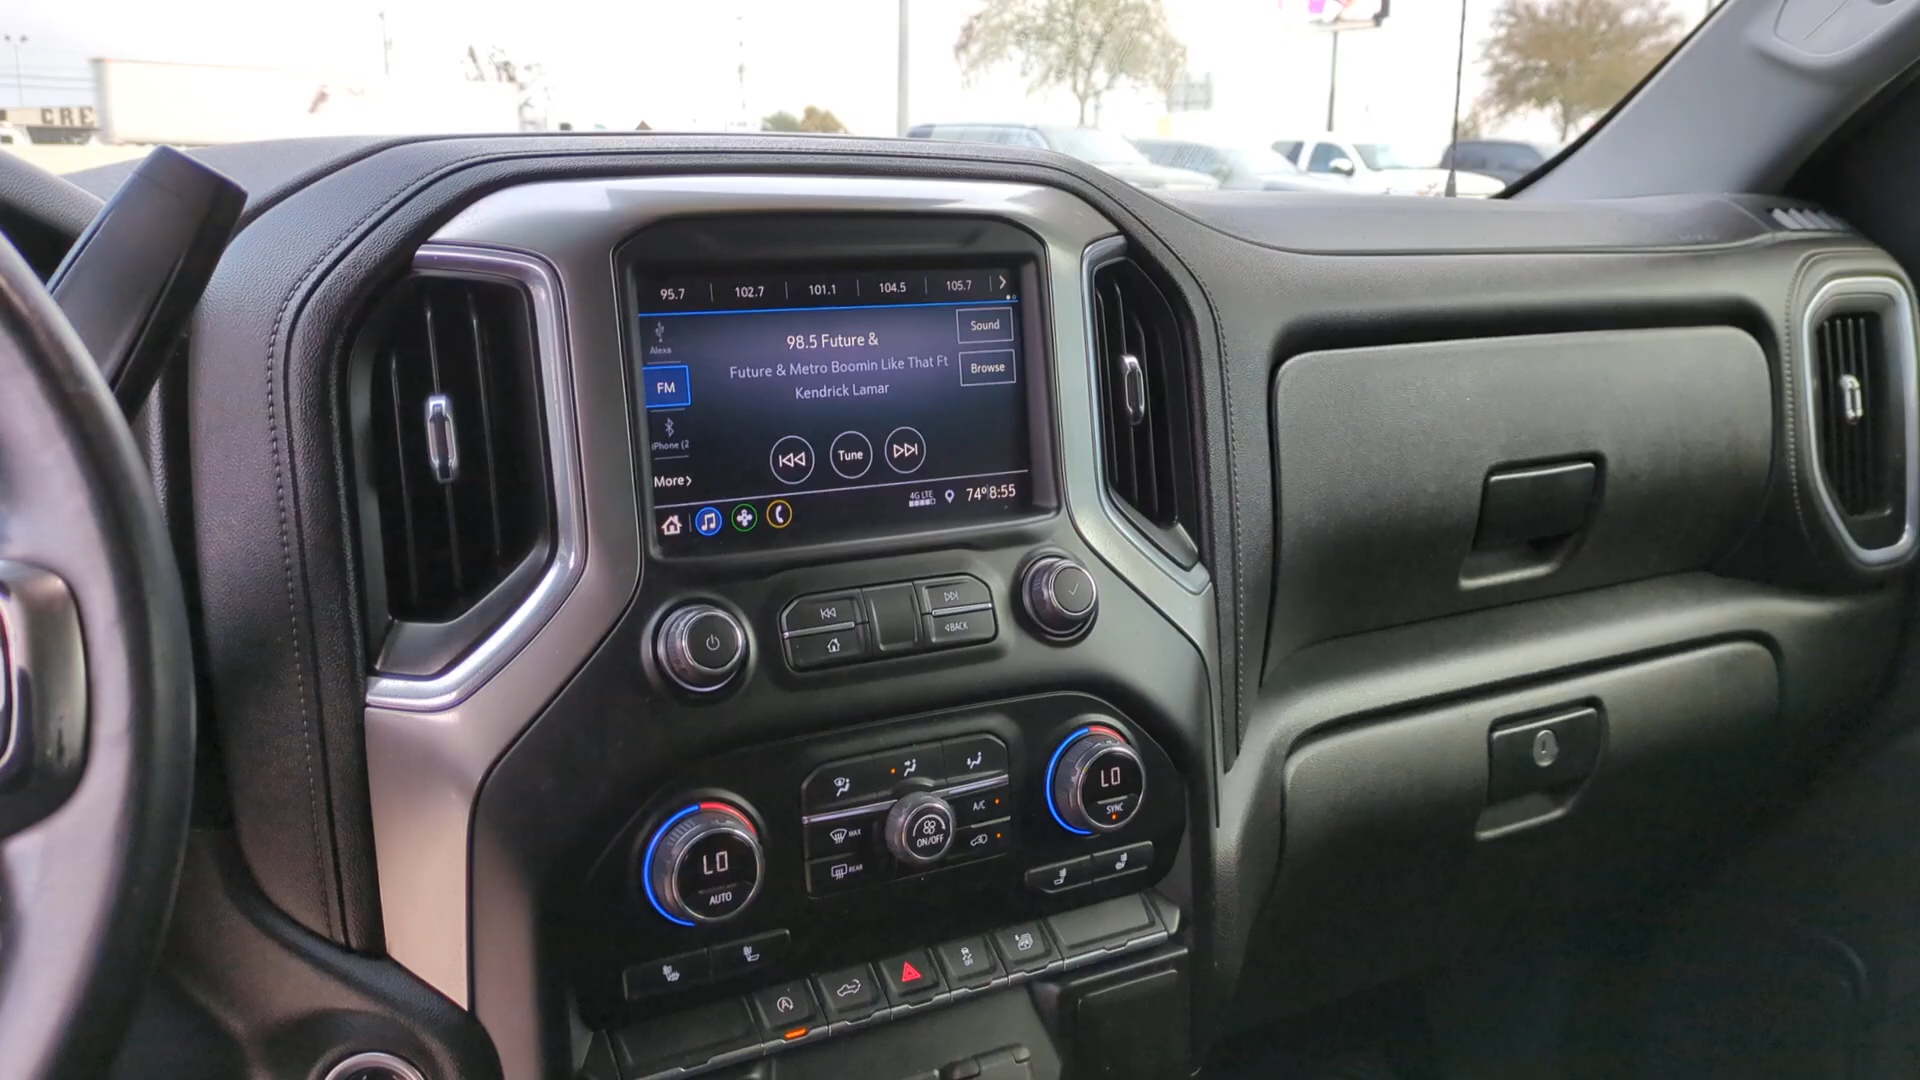 CRE
95.7 102.7 101.1 104.5 105.7
Alexa
98.5 Future &
Sound
FM
Future & Metro Boomin Like That Ft
Browse
Kendrick Lamar
iPhone (2
Tune
More
4G LTE
74° 8:55
BACK
LO
SYNC
A/C
MAX
ON/OFF
REAR
LO
AUTO
OFF